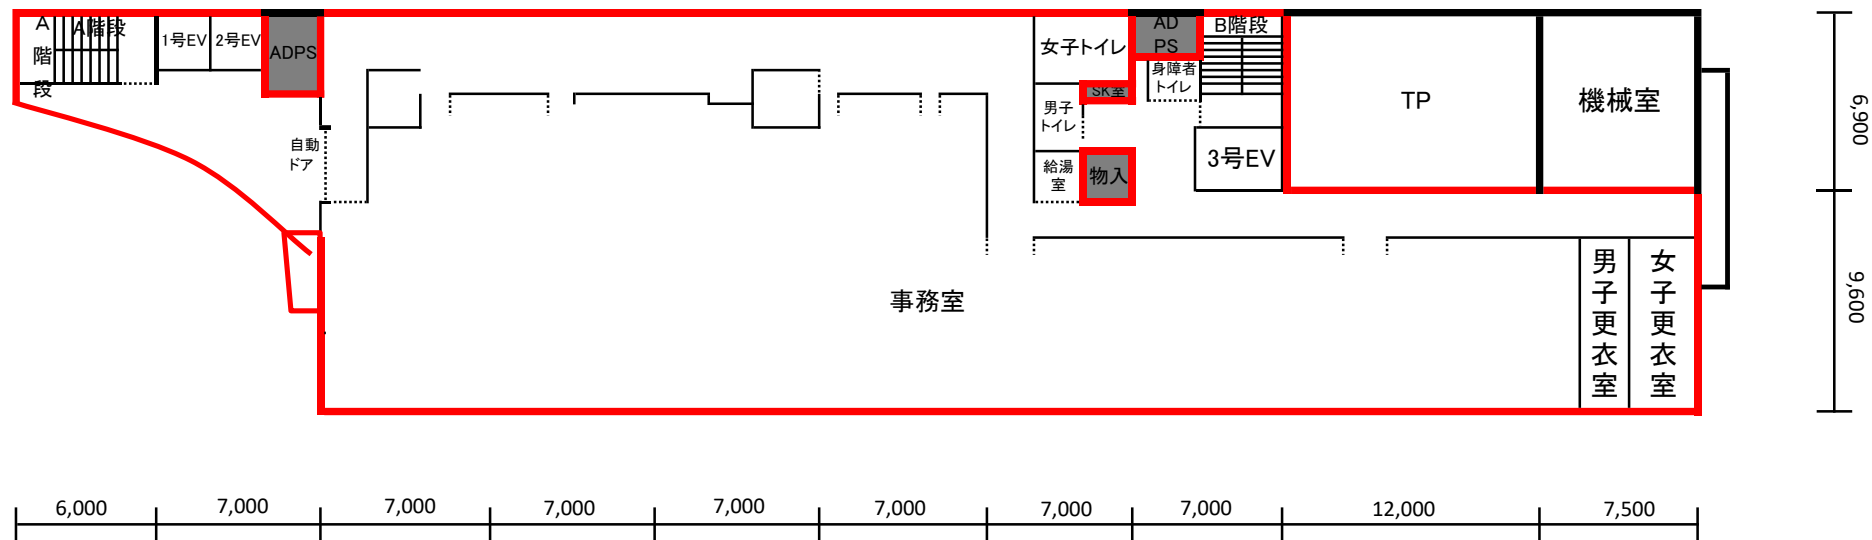 A
階
段
A階段
1号EV
2号EV
ADPS
自動
ドア
女子トイレ
AD
PS
B階段
身障者
トイレ
SK室
男子
トイレ
給湯
室
物入
3号EV
TP
機械室
事務室
男子更衣室
女子更衣室
6,900
9,600
6,000
7,000
7,000
7,000
7,000
7,000
7,000
7,000
12,000
7,500